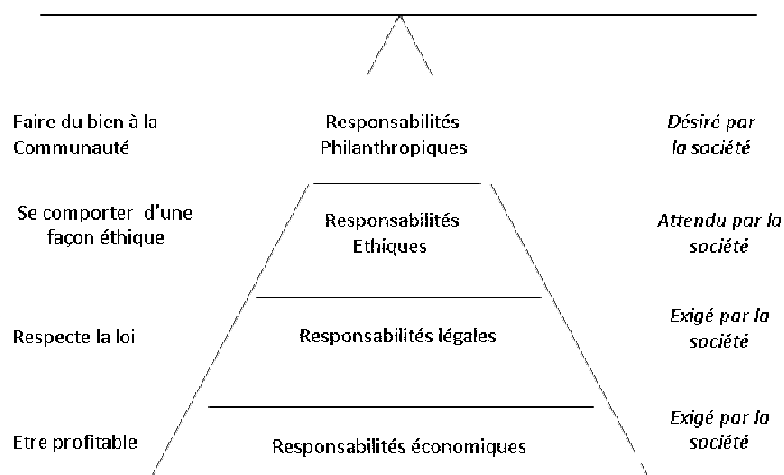 Faire du bien à la
Communauté
Responsabilités
Philanthropiques
Désiré par
la société
Se comporter d'une
façon éthique
Responsabilités
Ethiques
Attendu par la
société
Respecte la loi
Responsabilités légales
Exigé par la
société
Etre profitable
Responsabilités économiques
Exigé par la
société